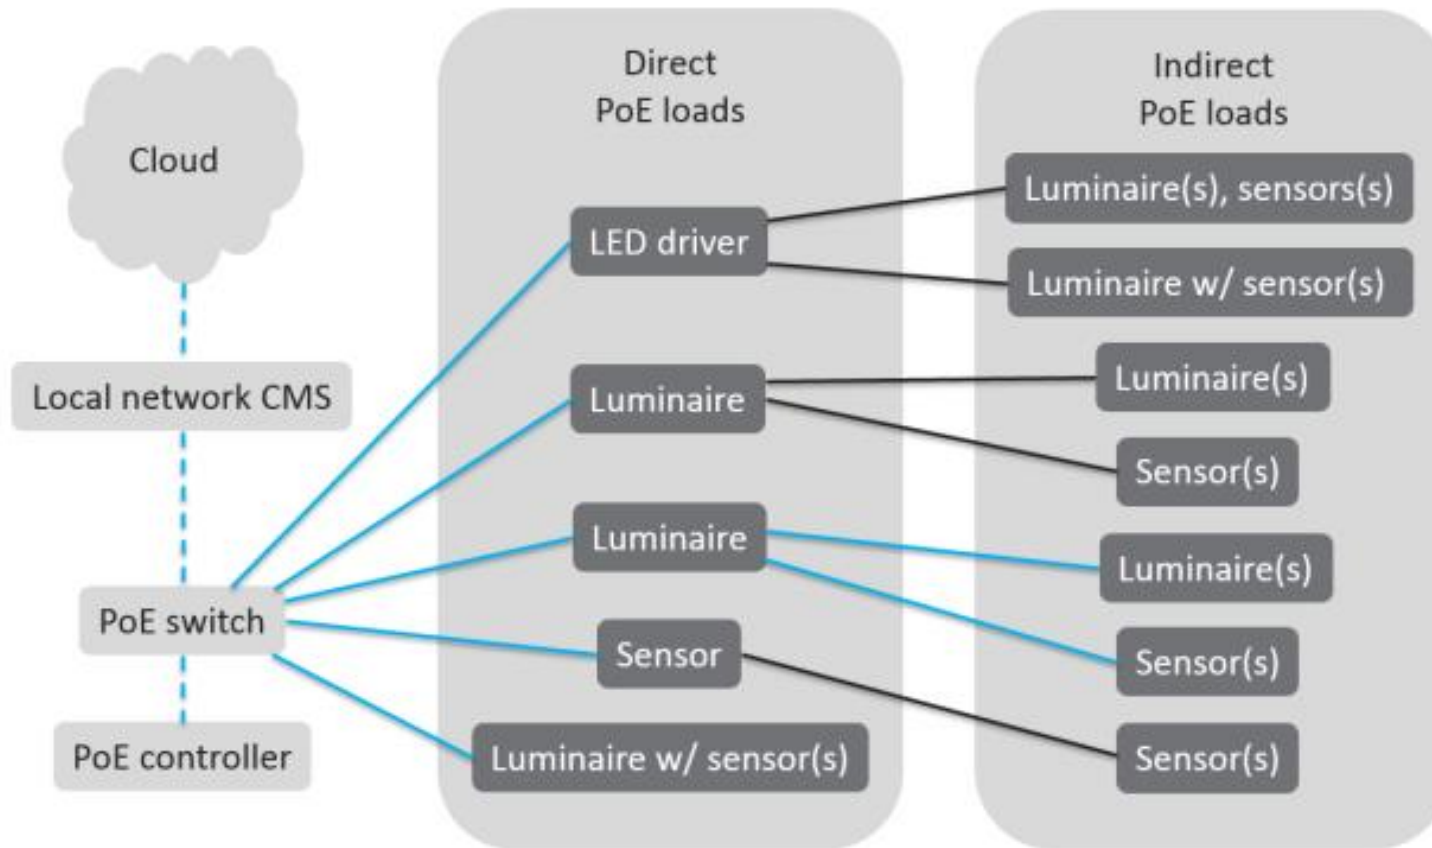 Cloud
Local network CMS
PoE switch
PoE controller
Direct
PoE loads
LED driver
Luminaire
Luminaire
Sensor
Luminaire w/ sensor(s)
Indirect
PoE loads
Luminaire(s), sensors(s)
Luminaire w/ sensor(s)
Luminaire(s)
Sensor(s)
Luminaire(s)
Sensor(s)
Sensor(s)